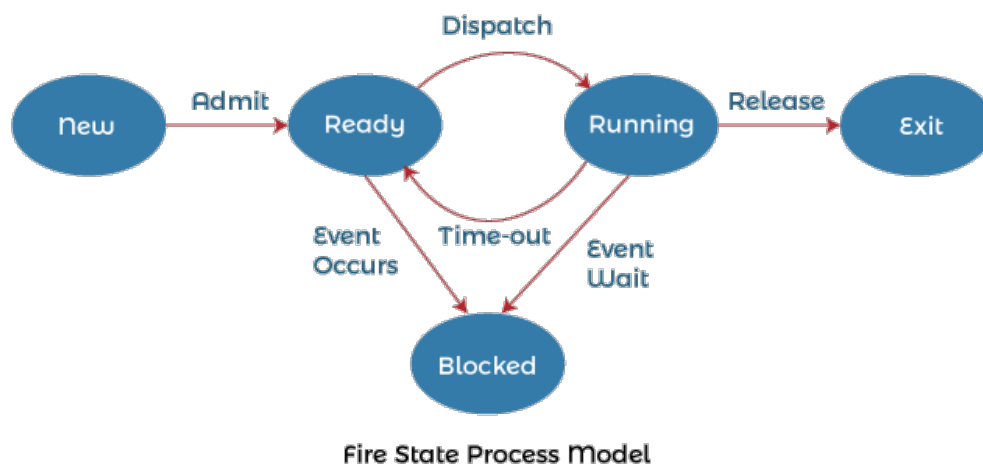 Dispatch
Admit
Release
New
Ready
Running
Exit
Event
Occurs
Time-out
Event
Wait
Blocked
Fire State Process Model